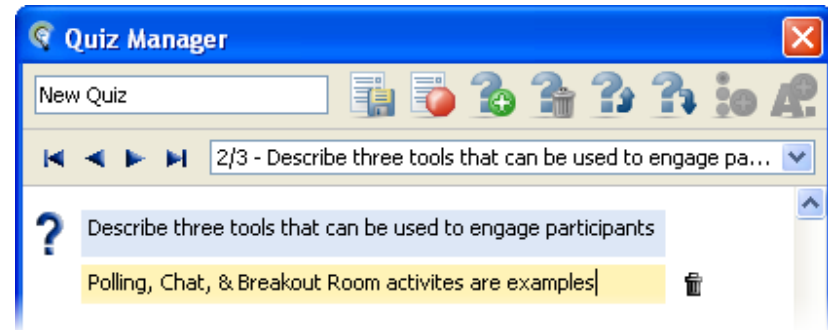 Quiz Manager
New Quiz
2/3 - Describe three tools that can be used to engage pa...
Describe three tools that can be used to engage participants
Polling, Chat, & Breakout Room activites are examples